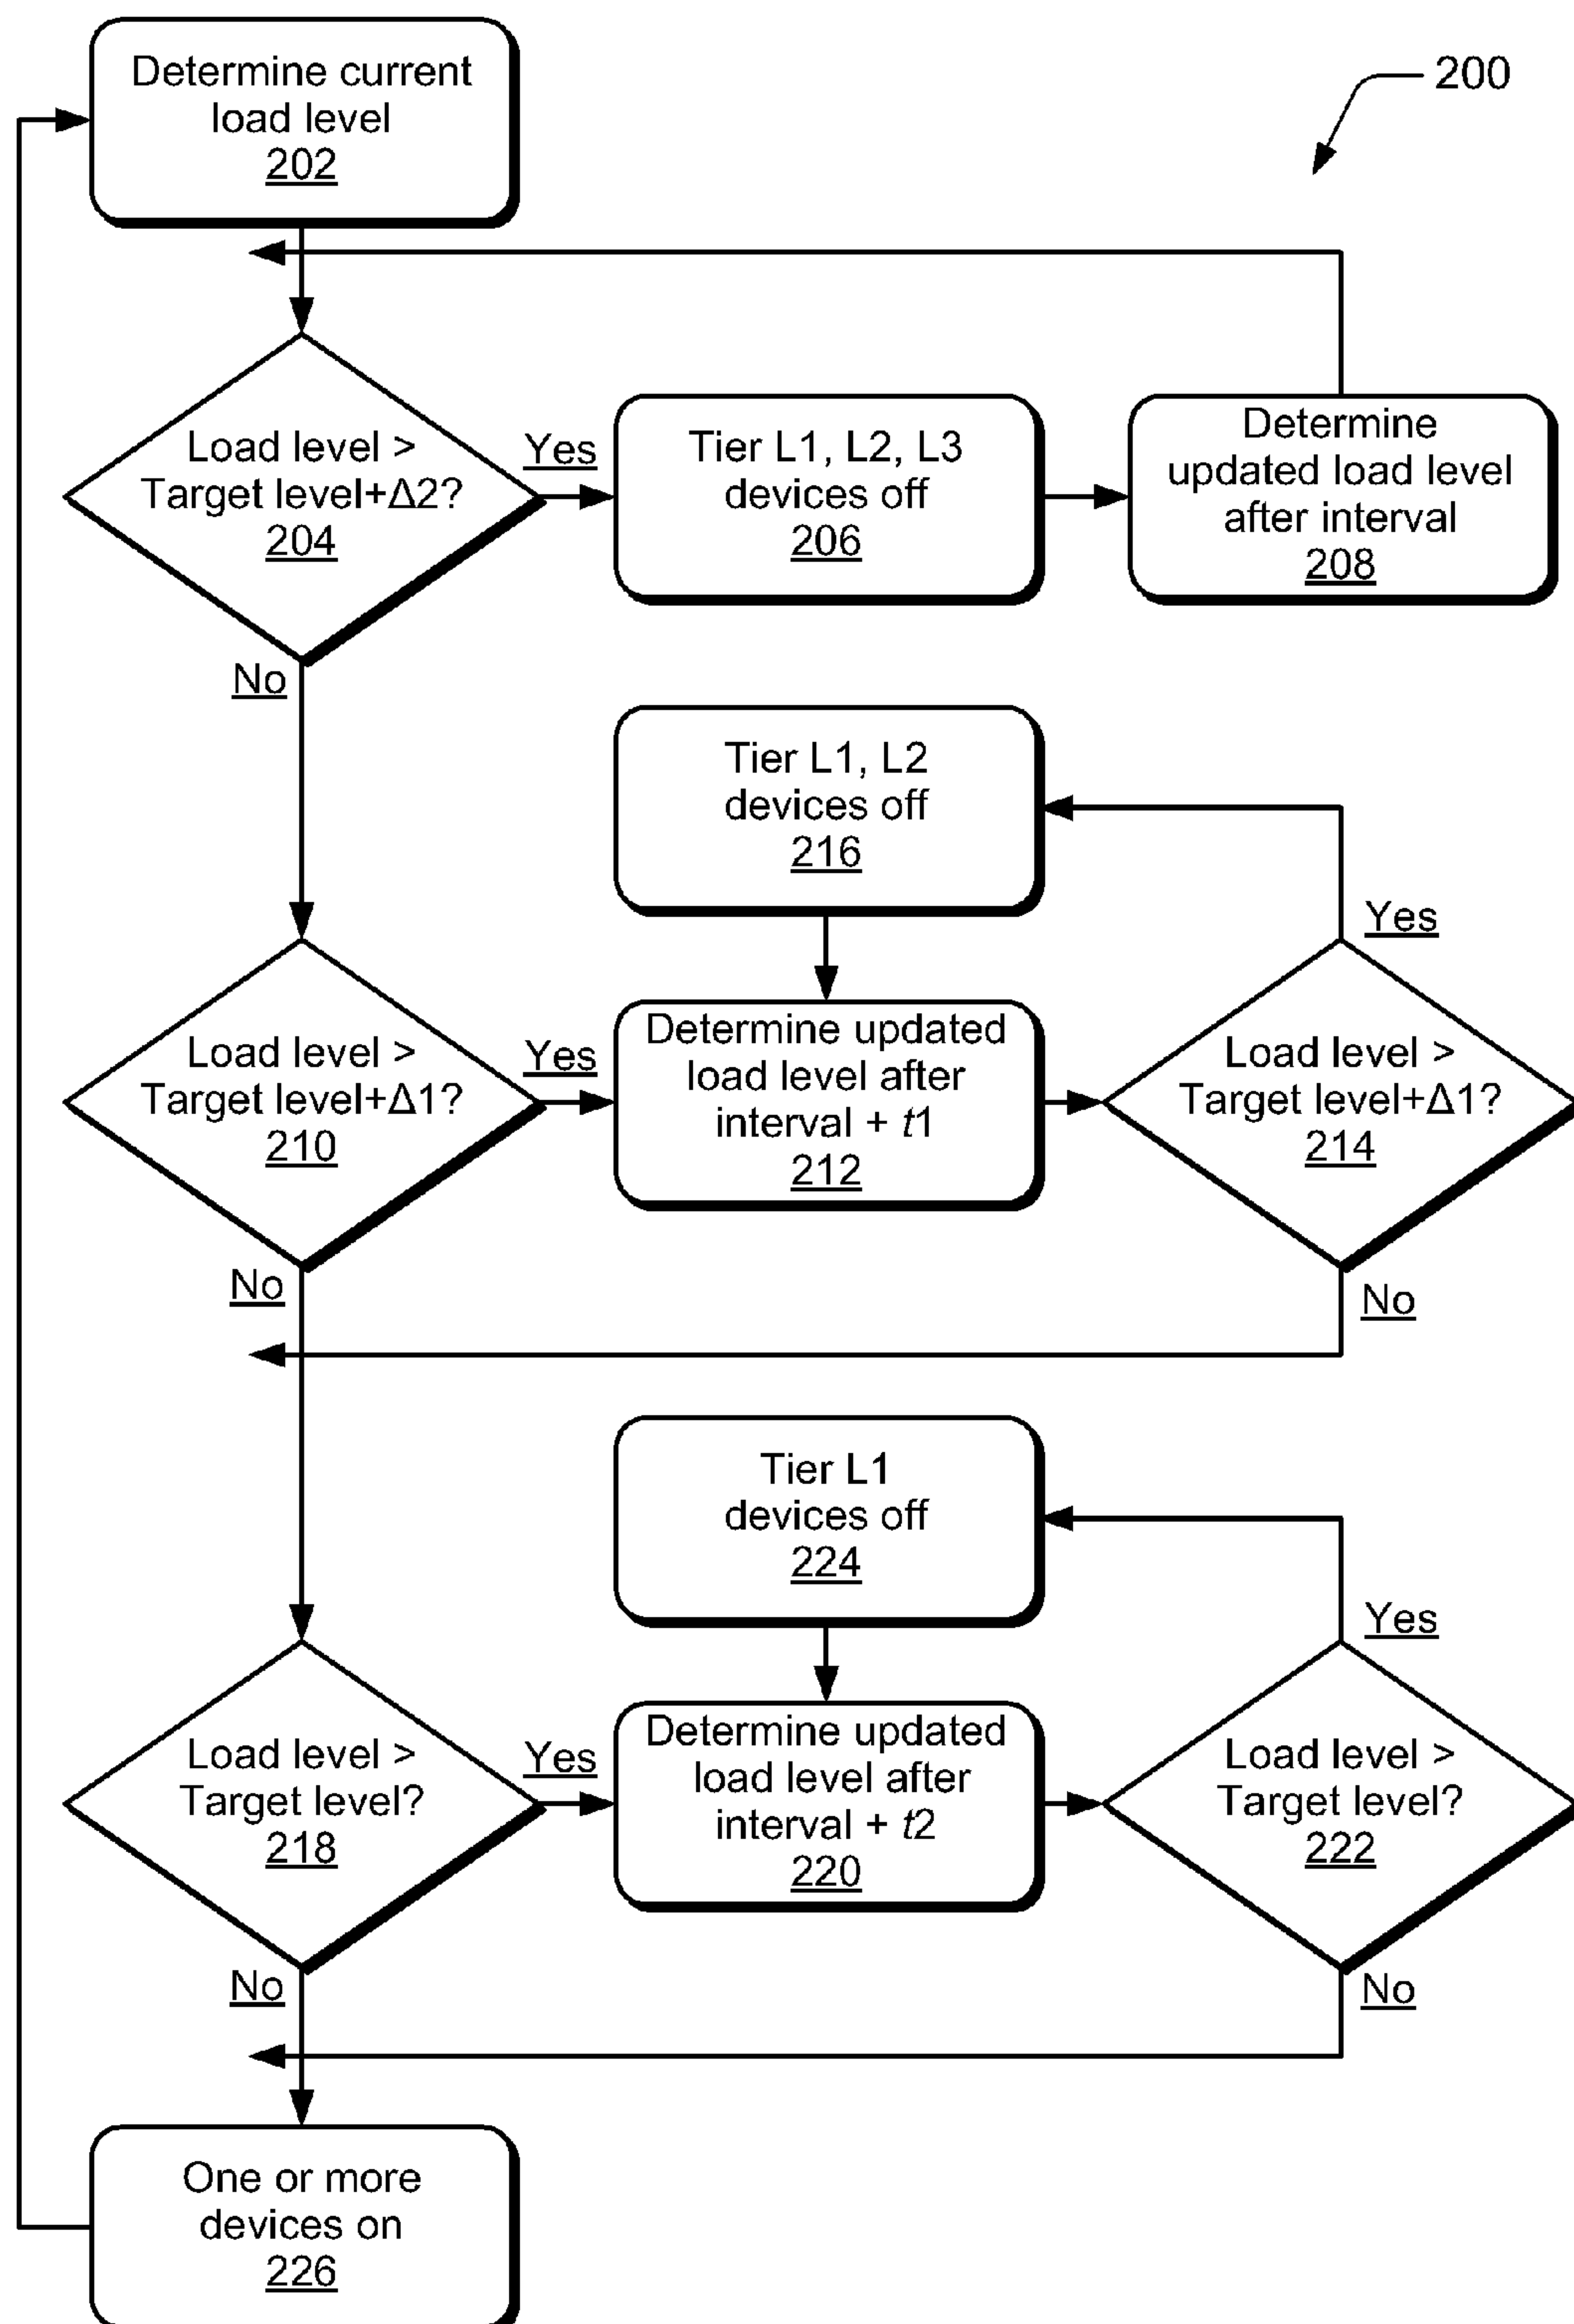 Determine current
load level
202
200
Load level >
Target level+Δ2?
204
Yes
Tier L1, L2, L3
devices off
206
Determine
updated load level
after interval
208
No
Tier L1, L2
devices off
216
Yes
Load level >
Target level+Δ1?
210
Yes
Determine updated
load level after
interval + t1
212
Load level >
Target level+Δ1?
214
No
No
Tier L1
devices off
224
Yes
Load level >
Target level?
218
Yes
Determine updated
load level after
interval + t2
220
Load level >
Target level?
222
No
No
One or more
devices on
226